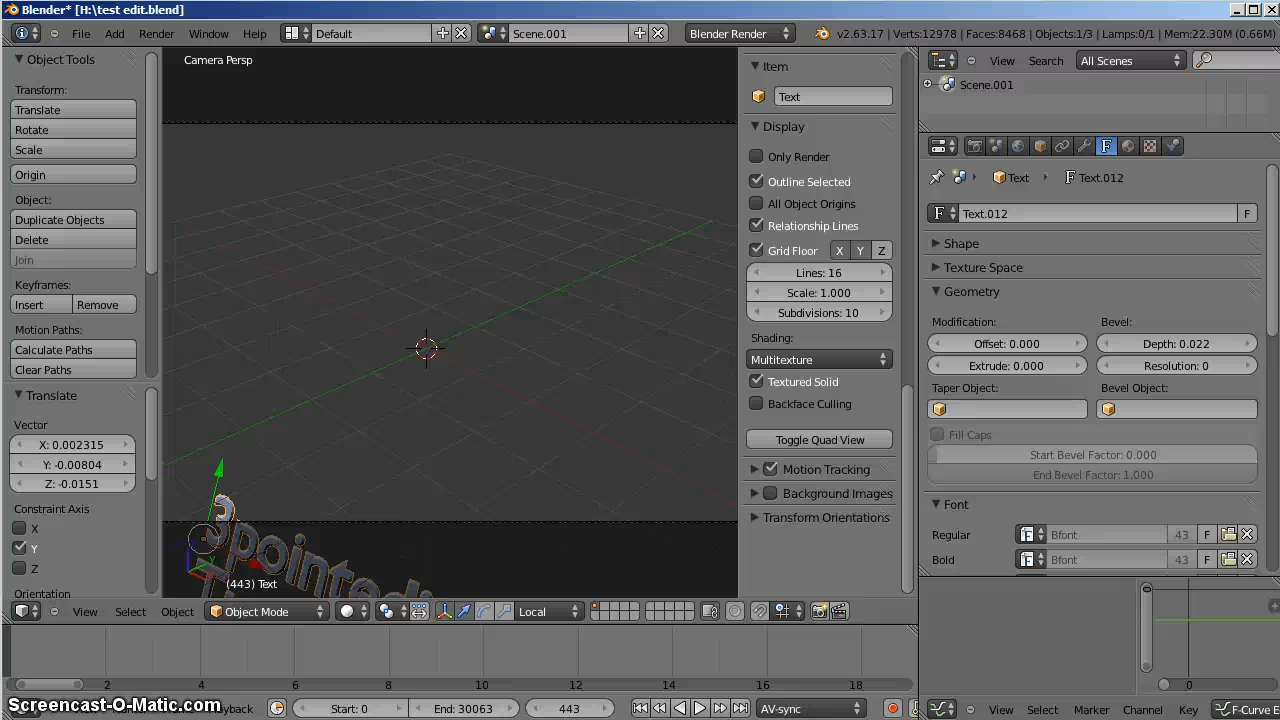 Blender* [H:\test edit.blend]
File Add Render Window Help Default Scene.001 Blender Render v2.63.17 | Verts:12978 | Faces:8468 | Objects:1/3 | Lamps:0/1 | Mem:22.30M (0.66M)
Object Tools
Transform:
Translate
Rotate
Scale
Origin
Object:
Duplicate Objects
Delete
Join
Keyframes:
Insert Remove
Motion Paths:
Calculate Paths
Clear Paths
Translate
Vector
X: 0.002315
Y: -0.00804
Z: -0.0151
Constraint Axis
X
Y
Z
Orientation
Camera Persp
3pointedi
(443) Text
View Select Object Object Mode Local
Item
Text
Display
Only Render
Outline Selected
All Object Origins
Relationship Lines
Grid Floor X Y Z
Lines: 16
Scale: 1.000
Subdivisions: 10
Shading:
Multitexture
Textured Solid
Backface Culling
Toggle Quad View
Motion Tracking
Background Images
Transform Orientations
View Search All Scenes
Scene.001
Text F Text.012
F Text.012 F
Shape
Texture Space
Geometry
Modification: Bevel:
Offset: 0.000 Depth: 0.022
Extrude: 0.000 Resolution: 0
Taper Object: Bevel Object:
Fill Caps
Start Bevel Factor: 0.000
End Bevel Factor: 1.000
Font
Regular Bfont 43 F
Bold Bfont 43 F
2 4 6 8 10 12 14 16 18
0
Screencast-O-Matic.com
yback Start: 0 End: 30063 443 AV-sync
View Select Marker Channel Key F-Curve E